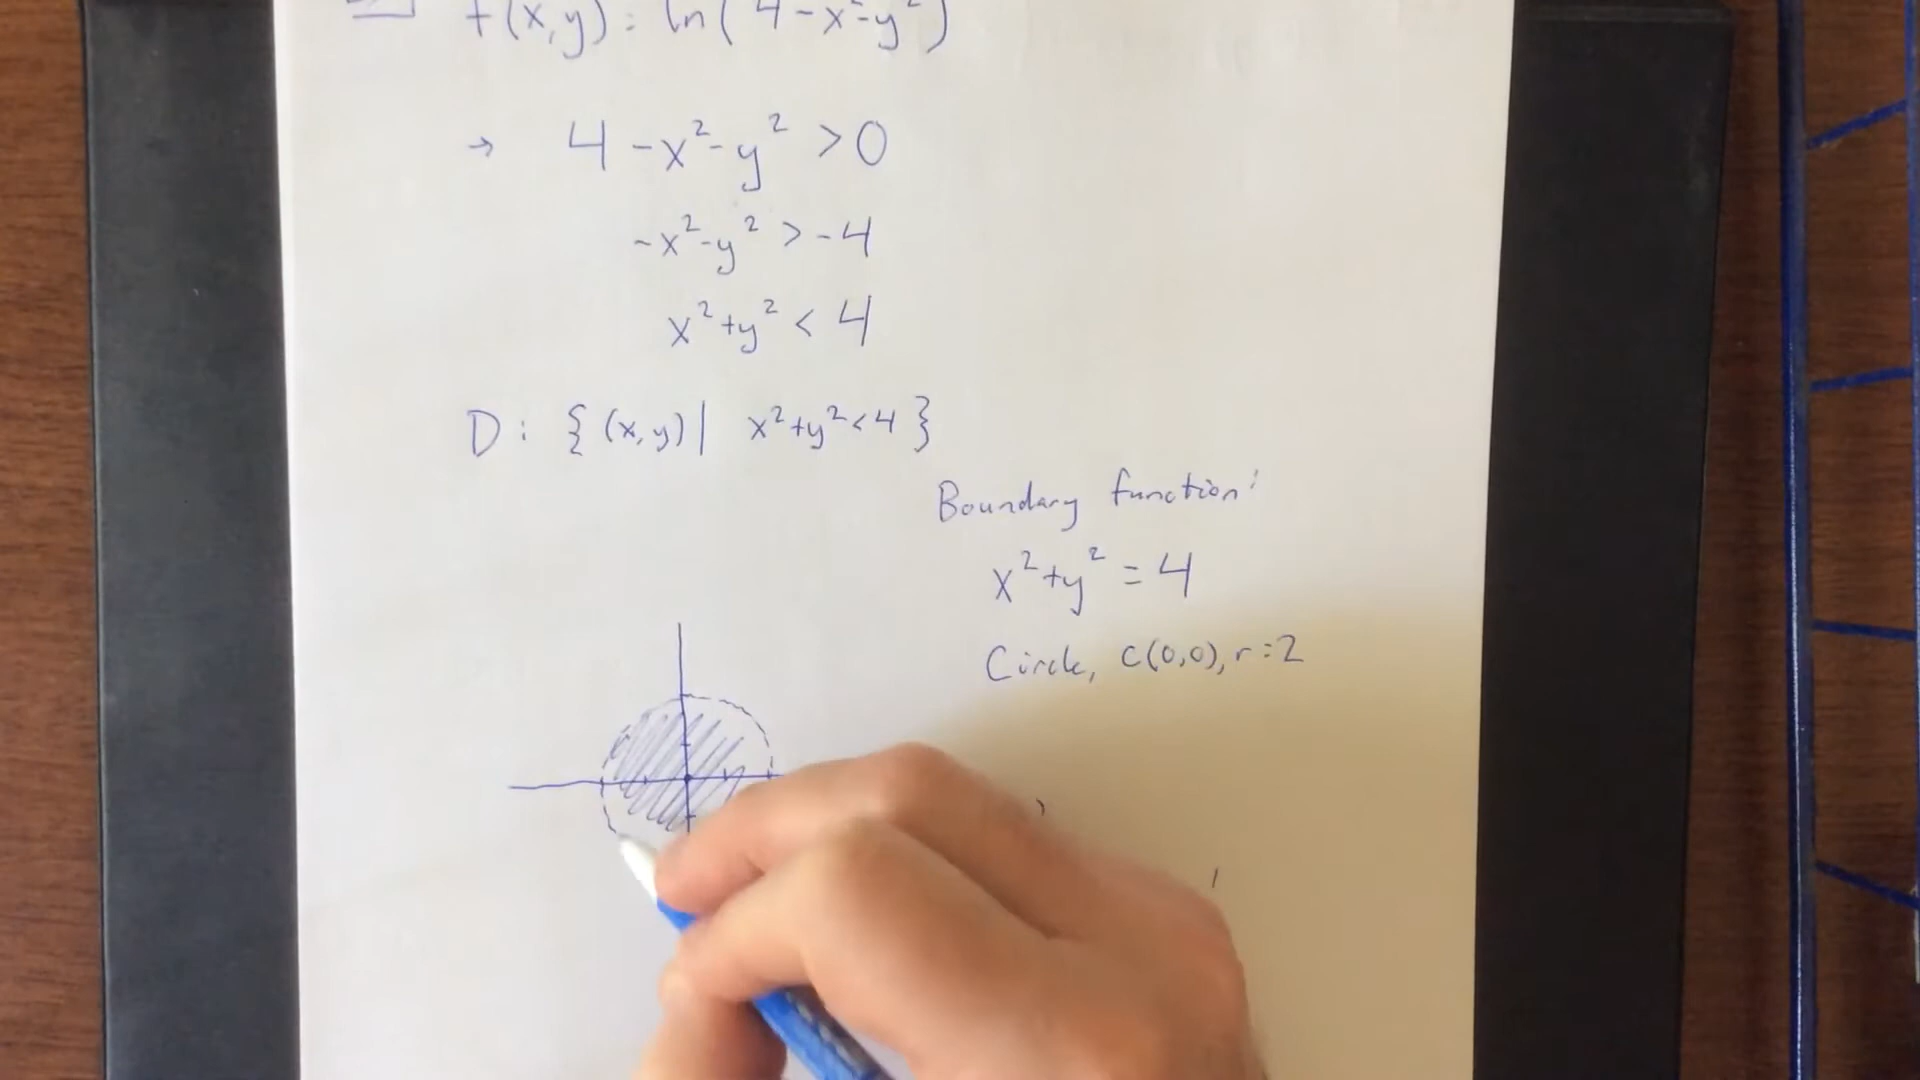 f(x,y) = ln(4-x²-y²)
→ 4-x²-y² >0
-x²-y² >-4
x²+y² < 4
D: {(x,y)| x²+y²<4}
Boundary function:
x²+y² = 4
Circle, c(0,0), r=2